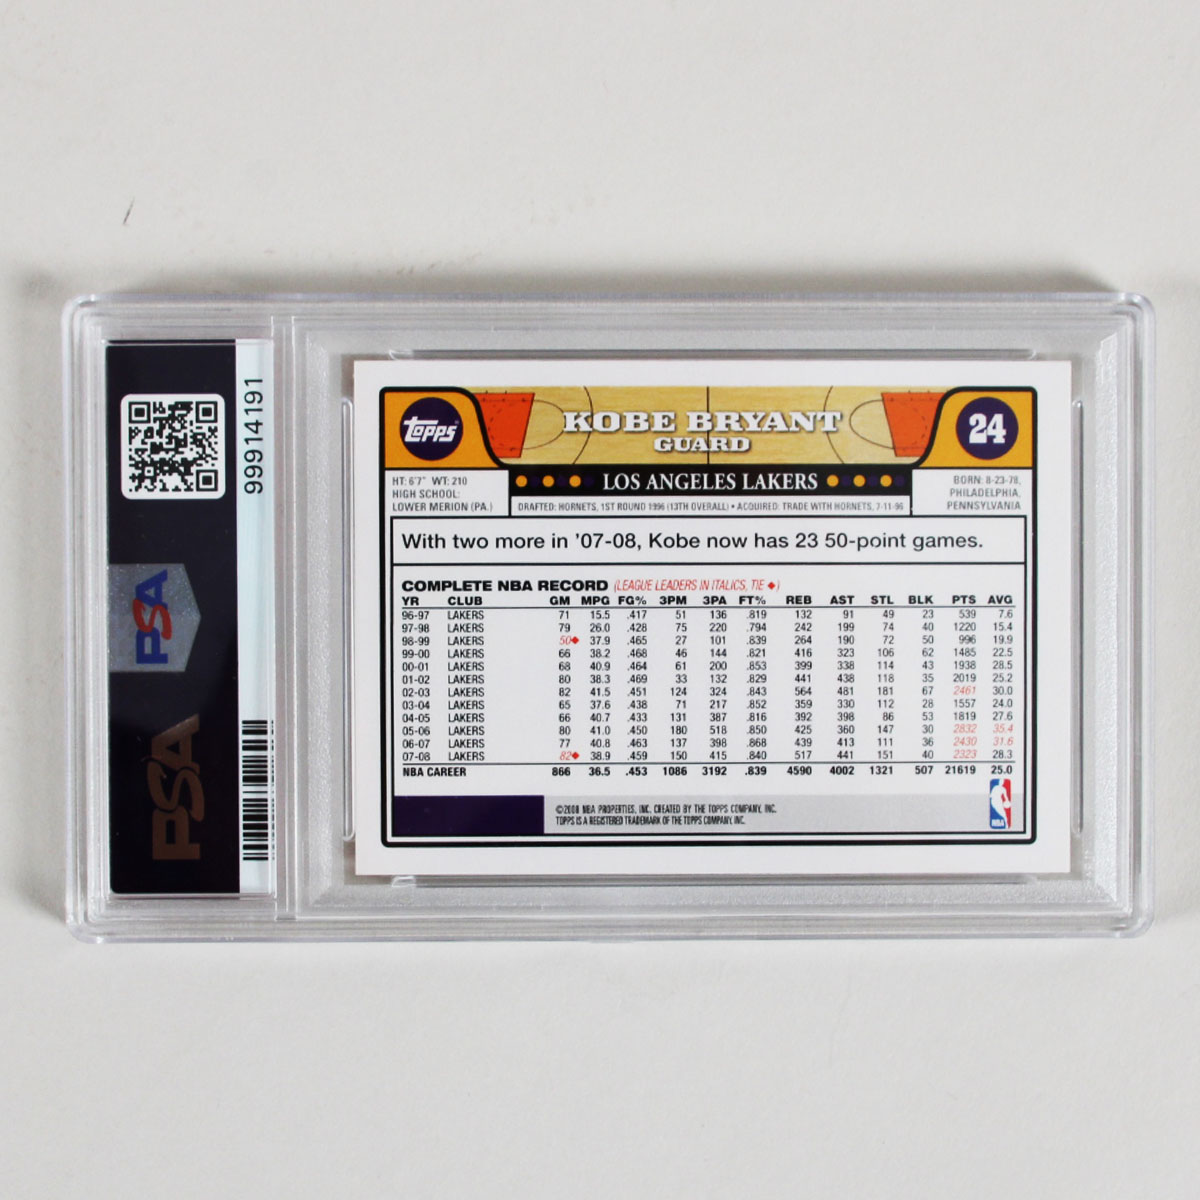 99914191
PSA
PSA
Topps
KOBE BRYANT
GUARD
24
LOS ANGELES LAKERS
HT: 6'7" WT: 210
HIGH SCHOOL:
LOWER MERION (PA.)
DRAFTED: HORNETS, 1ST ROUND 1996 (13TH OVERALL) • ACQUIRED: TRADE WITH HORNETS, 7-11-96
BORN: 8-23-78,
PHILADELPHIA,
PENNSYLVANIA
With two more in '07-08, Kobe now has 23 50-point games.
COMPLETE NBA RECORD (LEAGUE LEADERS IN ITALICS, TIE ◆)
YR CLUB GM MPG FG% 3PM 3PA FT% REB AST STL BLK PTS AVG
96-97 LAKERS 71 15.5 .417 51 136 .819 132 91 49 23 539 7.6
97-98 LAKERS 79 26.0 .428 75 220 .794 242 199 74 40 1220 15.4
98-99 LAKERS 50◆ 37.9 .465 27 101 .839 264 190 72 50 996 19.9
99-00 LAKERS 66 38.2 .468 46 144 .821 416 323 106 62 1485 22.5
00-01 LAKERS 68 40.9 .464 61 200 .853 399 338 114 43 1938 28.5
01-02 LAKERS 80 38.3 .469 33 132 .829 441 438 118 35 2019 25.2
02-03 LAKERS 82 41.5 .451 124 324 .843 564 481 181 67 2461 30.0
03-04 LAKERS 65 37.6 .438 71 217 .852 359 330 112 28 1557 24.0
04-05 LAKERS 66 40.7 .433 131 387 .816 392 398 86 53 1819 27.6
05-06 LAKERS 80 41.0 .450 180 518 .850 425 360 147 30 2832 35.4
06-07 LAKERS 77 40.8 .463 137 398 .868 439 413 111 36 2430 31.6
07-08 LAKERS 82◆ 38.9 .459 150 415 .840 517 441 151 40 2323 28.3
NBA CAREER 866 36.5 .453 1086 3192 .839 4590 4002 1321 507 21619 25.0
©2008 NBA PROPERTIES, INC. CREATED BY THE TOPPS COMPANY, INC.
TOPPS IS A REGISTERED TRADEMARK OF THE TOPPS COMPANY, INC.
NBA